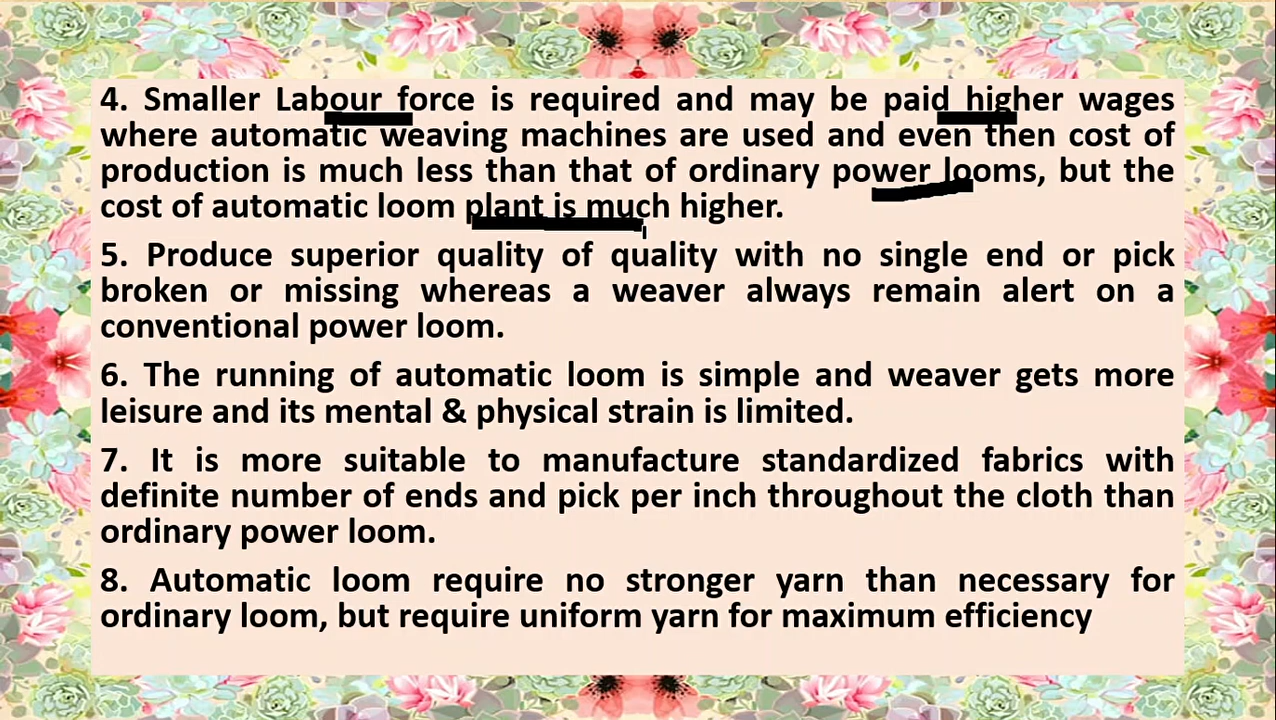 4. Smaller Labour force is required and may be paid higher wages
where automatic weaving machines are used and even then cost of
production is much less than that of ordinary power looms, but the
cost of automatic loom plant is much higher.
5. Produce superior quality of quality with no single end or pick
broken or missing whereas a weaver always remain alert on a
conventional power loom.
6. The running of automatic loom is simple and weaver gets more
leisure and its mental & physical strain is limited.
7. It is more suitable to manufacture standardized fabrics with
definite number of ends and pick per inch throughout the cloth than
ordinary power loom.
8. Automatic loom require no stronger yarn than necessary for
ordinary loom, but require uniform yarn for maximum efficiency